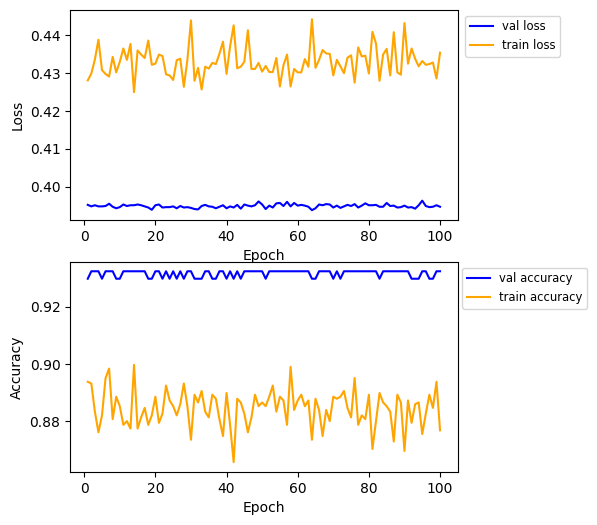 0.44
0.43
0.42
0.41
0.40
Loss
0 20 40 60 80 100
Epoch
val loss
train loss
0.92
0.90
0.88
Accuracy
0 20 40 60 80 100
Epoch
val accuracy
train accuracy